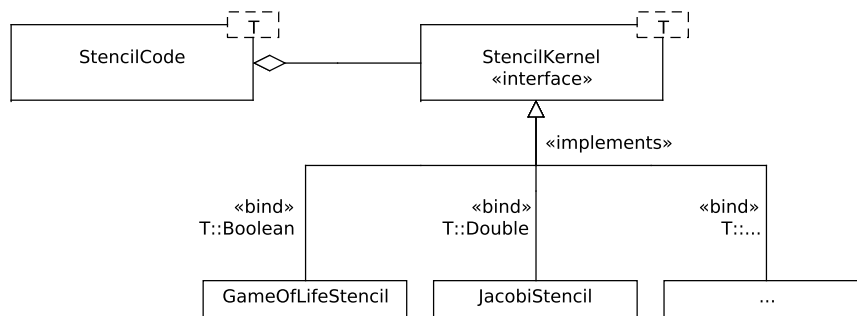 T
T
StencilCode
StencilKernel
«interface»
«implements»
«bind»
T::Boolean
«bind»
T::Double
«bind»
T::...
GameOfLifeStencil
JacobiStencil
...